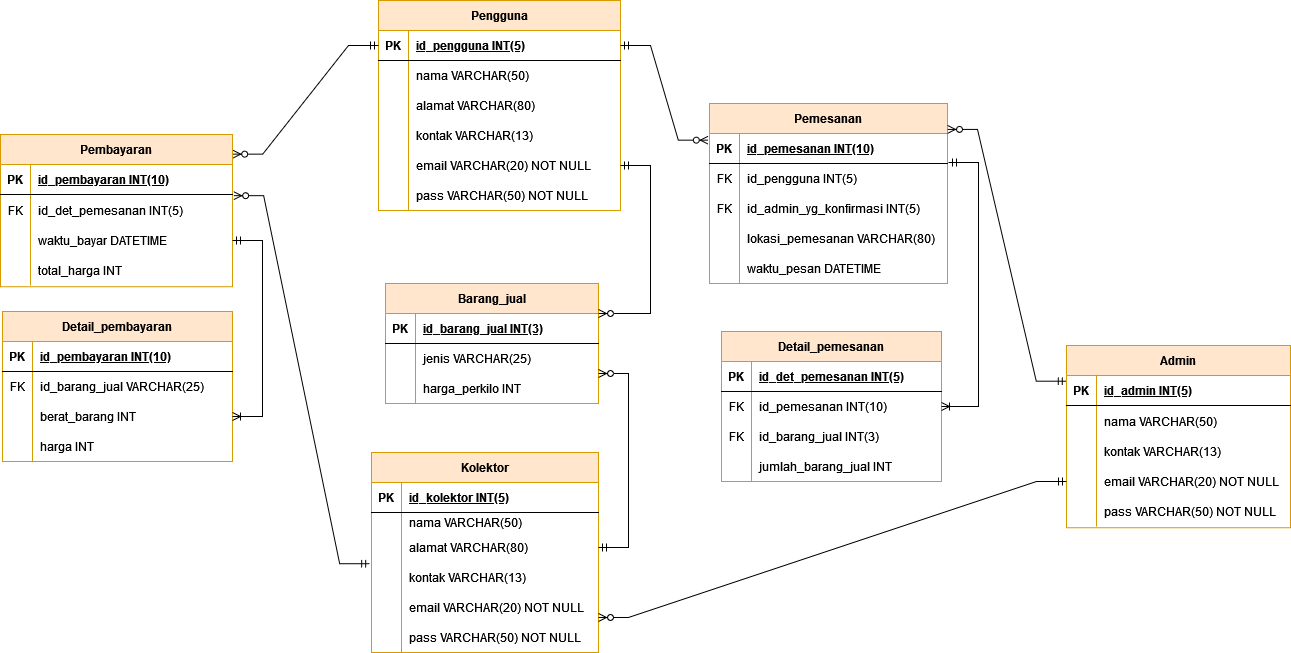 Pengguna
PK id_pengguna INT(5)
nama VARCHAR(50)
alamat VARCHAR(80)
kontak VARCHAR(13)
email VARCHAR(20) NOT NULL
pass VARCHAR(50) NOT NULL
Pemesanan
PK id_pemesanan INT(10)
FK id_pengguna INT(5)
FK id_admin_yg_konfirmasi INT(5)
lokasi_pemesanan VARCHAR(80)
waktu_pesan DATETIME
Pembayaran
PK id_pembayaran INT(10)
FK id_det_pemesanan INT(5)
waktu_bayar DATETIME
total_harga INT
Detail_pembayaran
PK id_pembayaran INT(10)
FK id_barang_jual VARCHAR(25)
berat_barang INT
harga INT
Barang_jual
PK id_barang_jual INT(3)
jenis VARCHAR(25)
harga_perkilo INT
Detail_pemesanan
PK id_det_pemesanan INT(5)
FK id_pemesanan INT(10)
FK id_barang_jual INT(3)
jumlah_barang_jual INT
Admin
PK id_admin INT(5)
nama VARCHAR(50)
kontak VARCHAR(13)
email VARCHAR(20) NOT NULL
pass VARCHAR(50) NOT NULL
Kolektor
PK id_kolektor INT(5)
nama VARCHAR(50)
alamat VARCHAR(80)
kontak VARCHAR(13)
email VARCHAR(20) NOT NULL
pass VARCHAR(50) NOT NULL